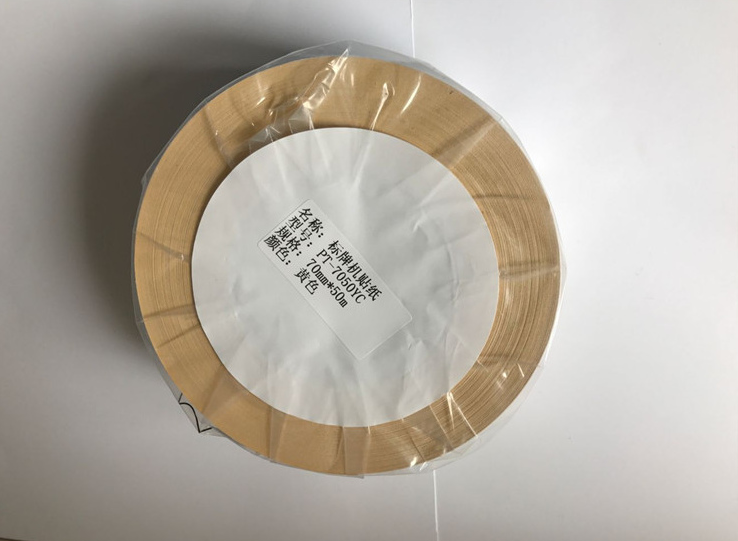 名称： 标牌机贴纸
型号： PT-7050YC
规格： 70mm*50m
颜色： 黄色